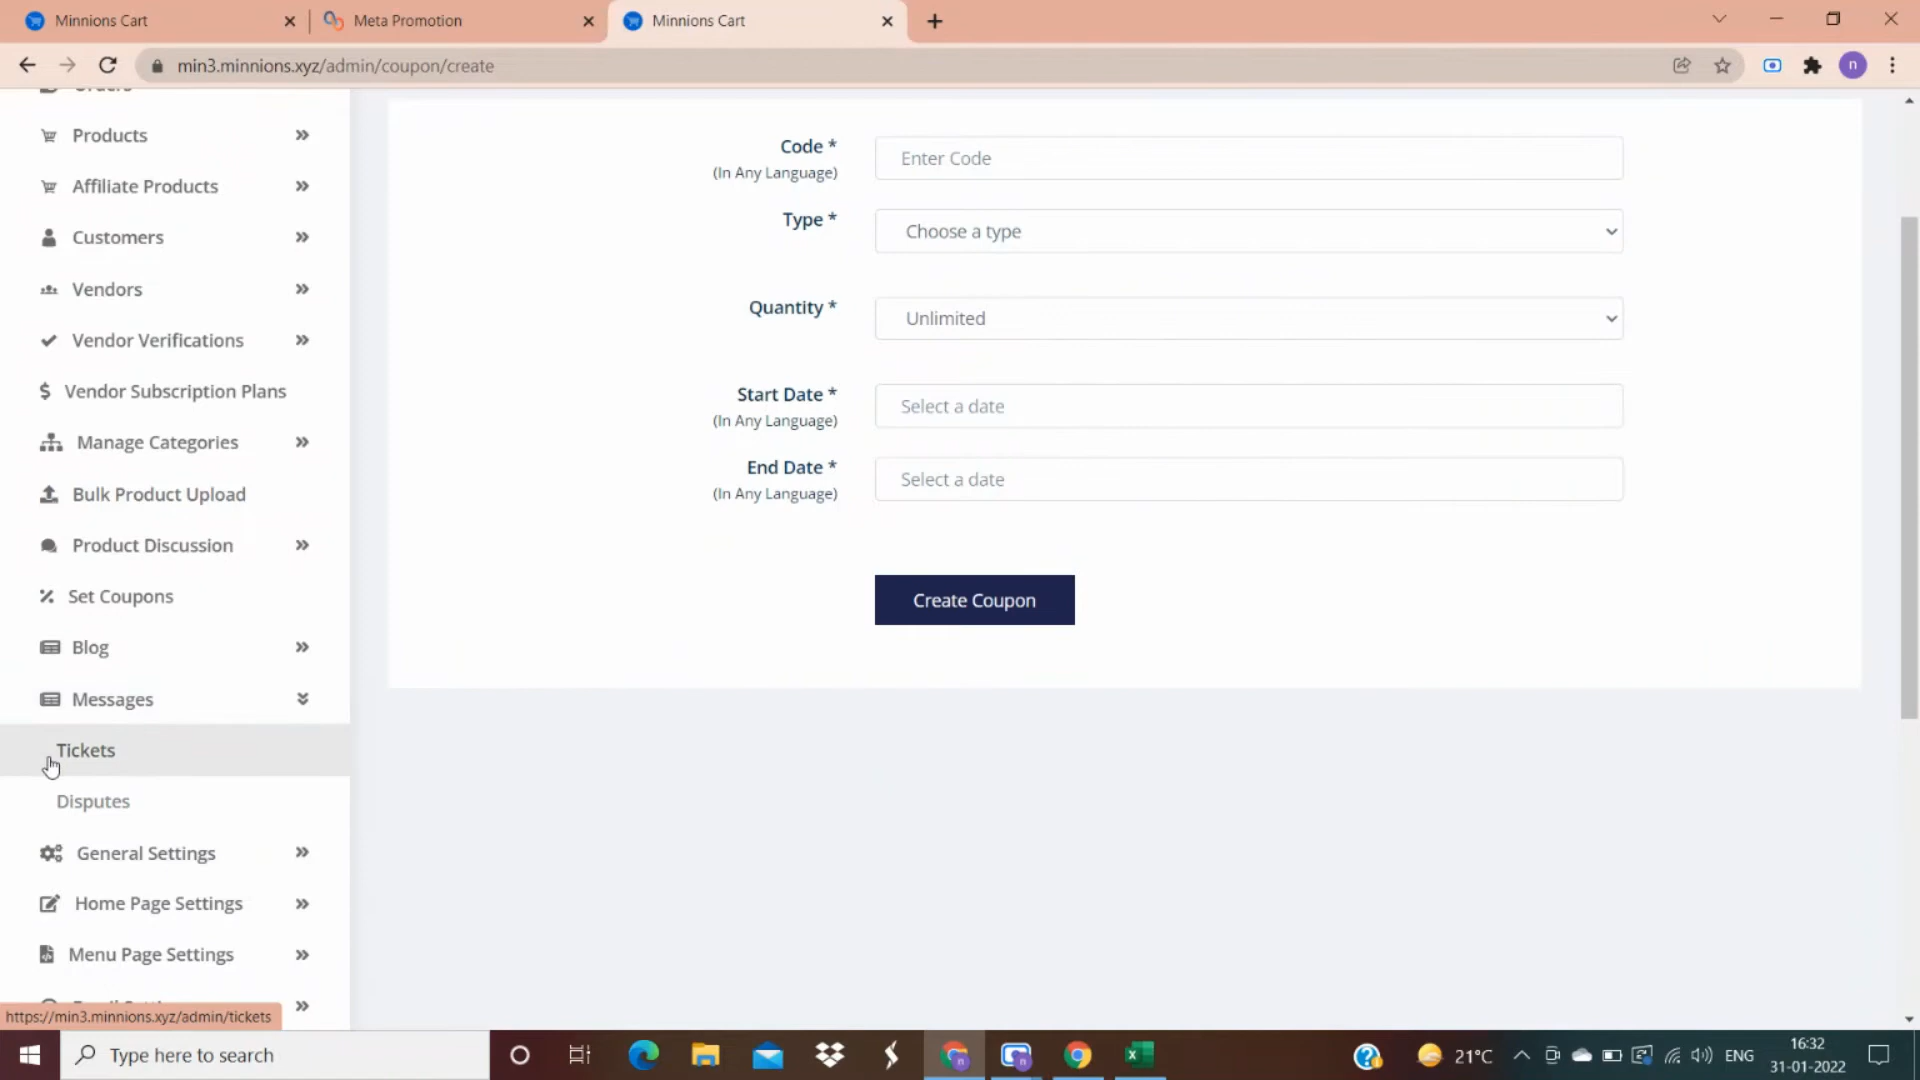 Minnions Cart
Meta Promotion
Minnions Cart
min3.minnions.xyz/admin/coupon/create
n
Orders
Products
Affiliate Products
Customers
Vendors
Vendor Verifications
Vendor Subscription Plans
Manage Categories
Bulk Product Upload
Product Discussion
Set Coupons
Blog
Messages
Tickets
Disputes
General Settings
Home Page Settings
Menu Page Settings
https://min3.minnions.xyz/admin/tickets
Code *
(In Any Language)
Enter Code
Type *
Choose a type
Quantity *
Unlimited
Start Date *
(In Any Language)
Select a date
End Date *
(In Any Language)
Select a date
Create Coupon
Type here to search
21°C
ENG
16:32
31-01-2022